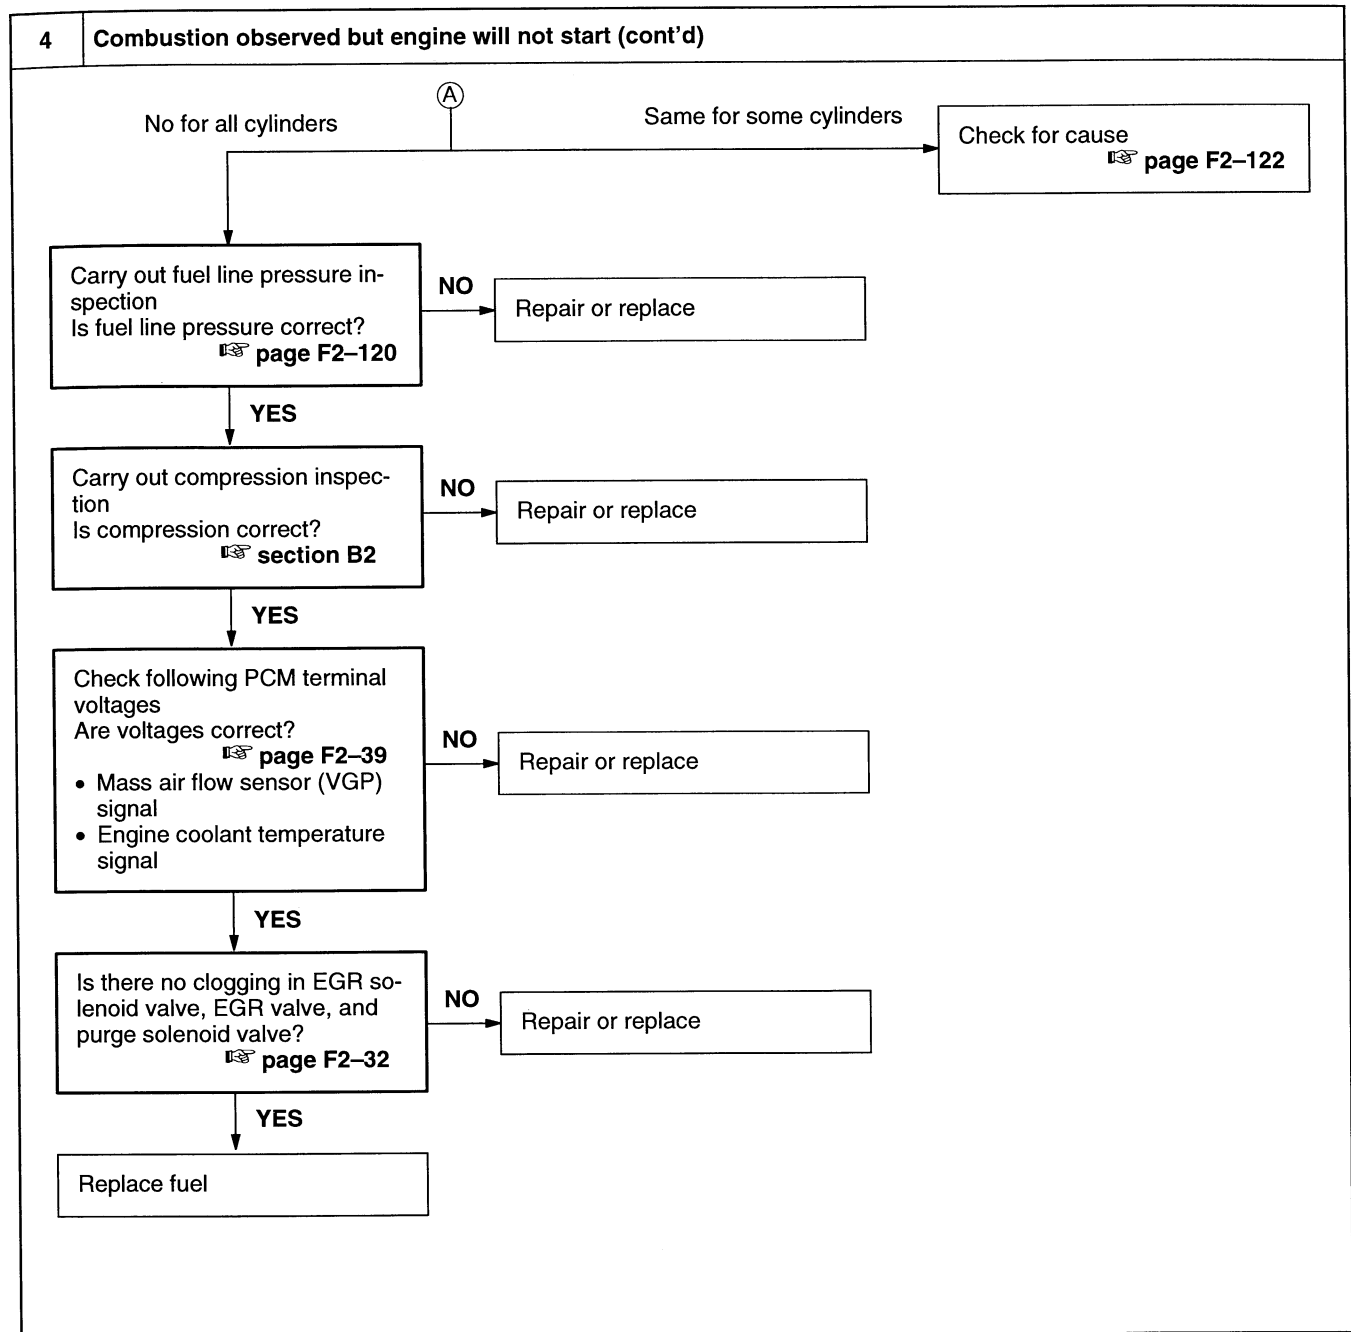 4
Combustion observed but engine will not start (cont'd)
A
No for all cylinders
Same for some cylinders
Check for cause
☞ page F2–122
Carry out fuel line pressure in-
spection
Is fuel line pressure correct?
☞ page F2–120
NO
Repair or replace
YES
Carry out compression inspec-
tion
Is compression correct?
☞ section B2
NO
Repair or replace
YES
Check following PCM terminal
voltages
Are voltages correct?
☞ page F2–39
• Mass air flow sensor (VGP)
signal
• Engine coolant temperature
signal
NO
Repair or replace
YES
Is there no clogging in EGR so-
lenoid valve, EGR valve, and
purge solenoid valve?
☞ page F2–32
NO
Repair or replace
YES
Replace fuel